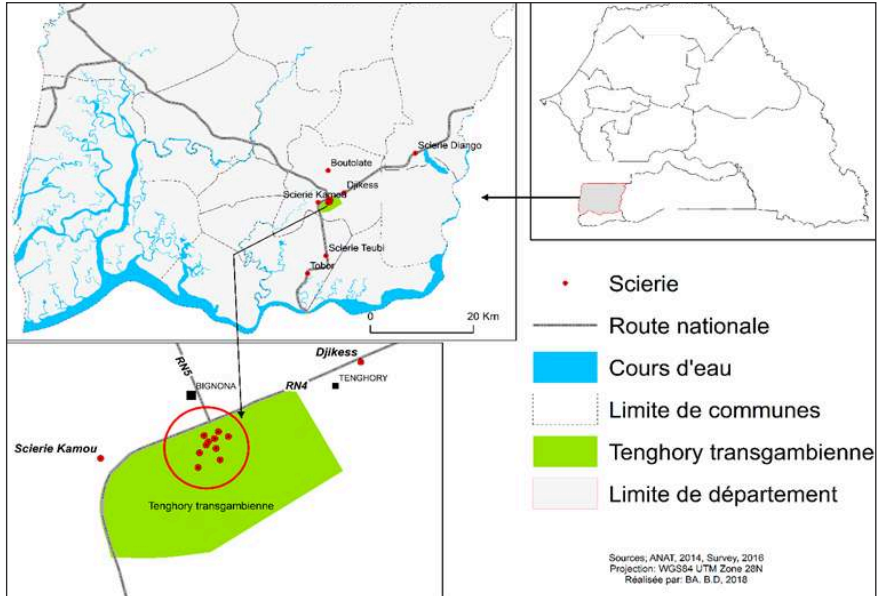 Scierie Diango
Boutolate
Djikess
Scierie Kamou
Scierie Teubi
Tobor
0 20 Km
Djikess
RN5
BIGNONA
RN4
TENGHORY
Scierie Kamou
Tenghory transgambienne
Scierie
Route nationale
Cours d'eau
Limite de communes
Tenghory transgambienne
Limite de département
Sources; ANAT, 2014, Survey, 2016
Projection: WGS84 UTM Zone 28N
Réalisée par: BA. B.D, 2018